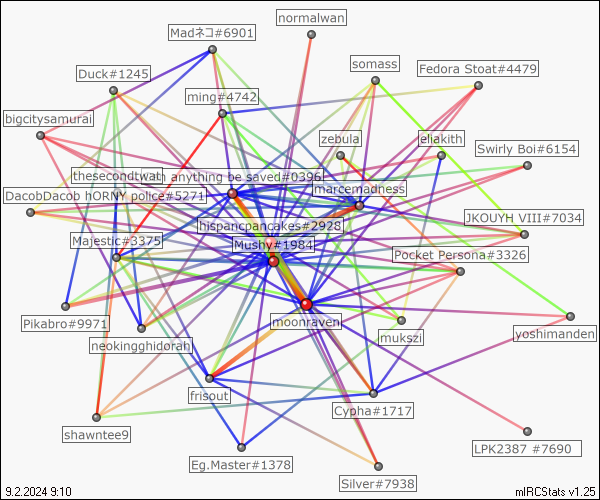 normalwan
Madネコ#6901
somass
Fedora Stoat#4479
Duck#1245
ming#4742
bigcitysamurai
zebula
eliakith
Swirly Boi#6154
thesecondtwat
h anything be saved#0396
marcemadness
DacobDacob hORNY police#5271
JKOUYH VIII#7034
hispancpancakes#2928
Majestic#3375
Mushy#1984
Pocket Persona#3326
Pikabro#9971
moonraven
neokingghidorah
mukszi
yoshimanden
frisout
Cypha#1717
shawntee9
LPK2387 #7690
Eg.Master#1378
Silver#7938
9.2.2024 9:10
mIRCStats v1.25